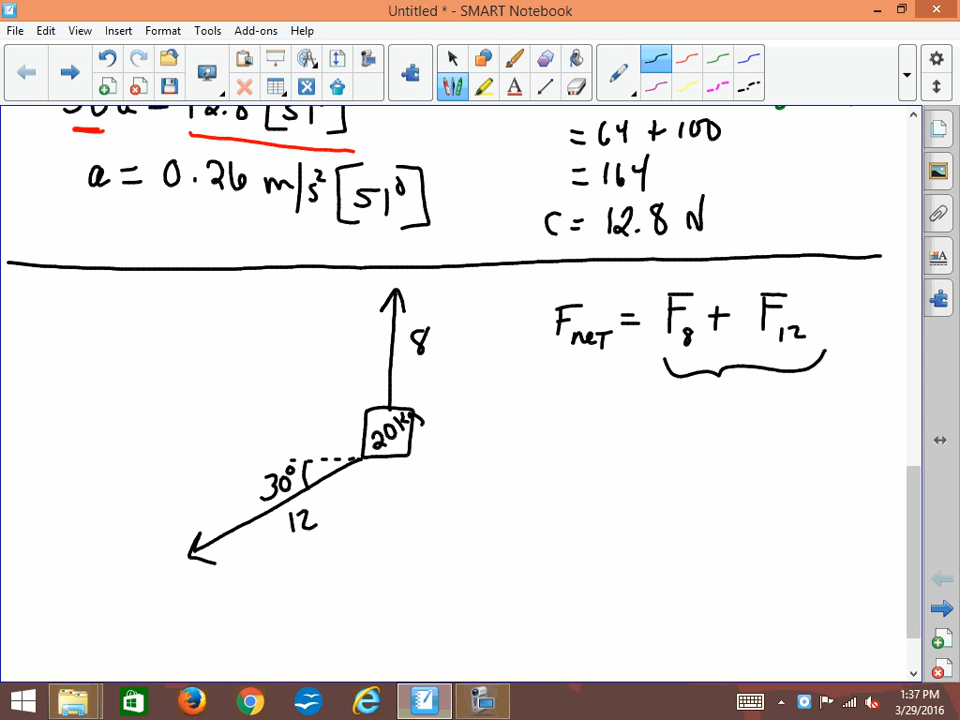 Untitled * - SMART Notebook
File Edit View Insert Format Tools Add-ons Help
= 64 + 100
a = 0.26 m/s² [51°]
= 164
c = 12.8 N
8
F_net = F_8 + F_12
20kg
30°
12
1:37 PM
3/29/2016